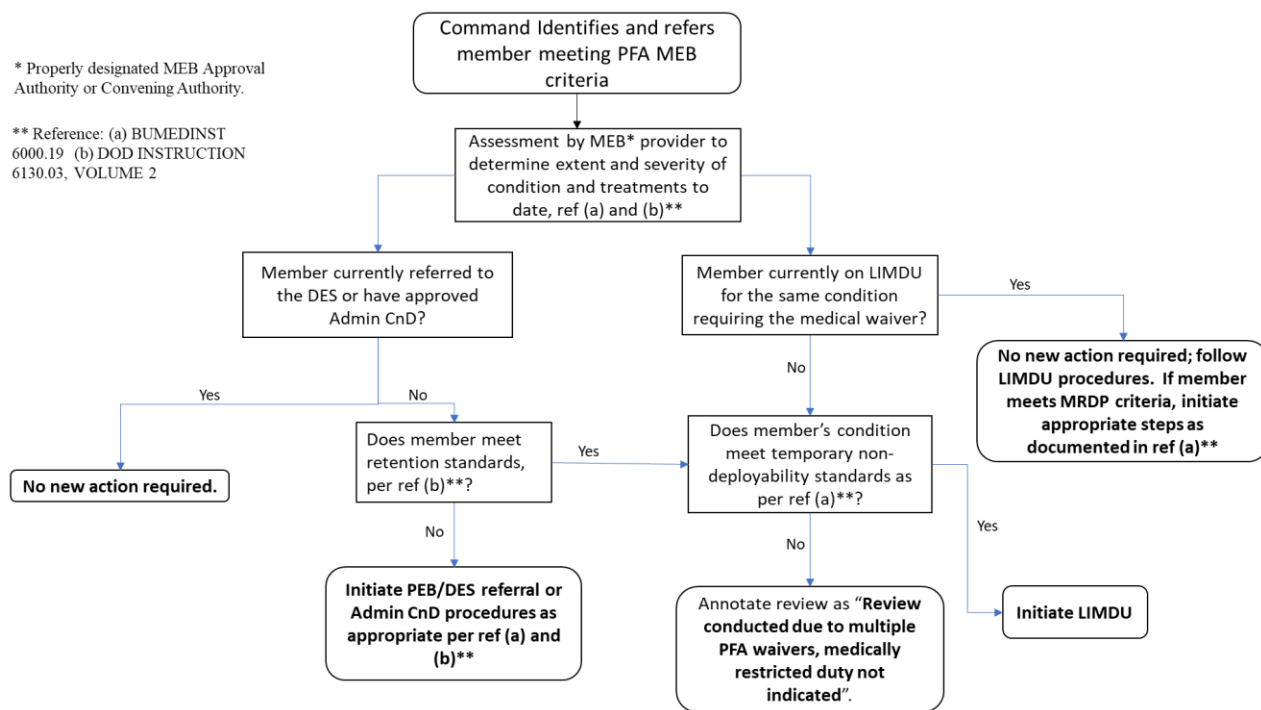 Command Identifies and refers
member meeting PFA MEB
criteria
* Properly designated MEB Approval
Authority or Convening Authority.
** Reference: (a) BUMEDINST
6000.19 (b) DOD INSTRUCTION
6130.03, VOLUME 2
Assessment by MEB* provider to
determine extent and severity of
condition and treatments to
date, ref (a) and (b)**
Member currently referred to
the DES or have approved
Admin CnD?
Member currently on LIMDU
for the same condition
requiring the medical waiver?
Yes
No new action required; follow
LIMDU procedures. If member
meets MRDP criteria, initiate
appropriate steps as
documented in ref (a)**
No
Yes
No
No new action required.
Does member meet
retention standards,
per ref (b)**?
Yes
Does member's condition
meet temporary non-
deployability standards as
per ref (a)**?
No
No
Yes
Initiate PEB/DES referral or
Admin CnD procedures as
appropriate per ref (a) and
(b)**
Annotate review as “Review
conducted due to multiple
PFA waivers, medically
restricted duty not
indicated”.
Initiate LIMDU